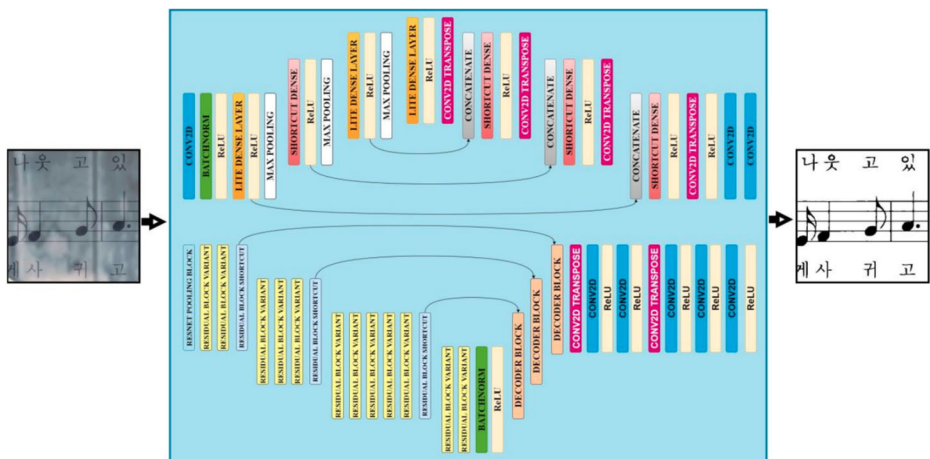 나 웃 고 있
게 사 귀 고
CONV2D
BATCHNORM
ReLU
LITE DENSE LAYER
ReLU
MAX POOLING
SHORTCUT DENSE
ReLU
MAX POOLING
LITE DENSE LAYER
ReLU
MAX POOLING
LITE DENSE LAYER
ReLU
CONV2D TRANSPOSE
CONCATENATE
SHORTCUT DENSE
ReLU
CONV2D TRANSPOSE
CONCATENATE
SHORTCUT DENSE
ReLU
CONV2D TRANSPOSE
CONCATENATE
SHORTCUT DENSE
ReLU
CONV2D TRANSPOSE
ReLU
CONV2D
CONV2D
RESNET POOLING BLOCK
RESIDUAL BLOCK VARIANT
RESIDUAL BLOCK VARIANT
RESIDUAL BLOCK SHORTCUT
RESIDUAL BLOCK VARIANT
RESIDUAL BLOCK VARIANT
RESIDUAL BLOCK VARIANT
RESIDUAL BLOCK SHORTCUT
RESIDUAL BLOCK VARIANT
RESIDUAL BLOCK VARIANT
RESIDUAL BLOCK VARIANT
RESIDUAL BLOCK VARIANT
RESIDUAL BLOCK VARIANT
RESIDUAL BLOCK SHORTCUT
RESIDUAL BLOCK VARIANT
RESIDUAL BLOCK VARIANT
BATCHNORM
ReLU
DECODER BLOCK
DECODER BLOCK
DECODER BLOCK
CONV2D TRANSPOSE
CONV2D
ReLU
CONV2D
ReLU
CONV2D TRANSPOSE
CONV2D
ReLU
CONV2D
ReLU
CONV2D
ReLU
나 웃 고 있
게 사 귀 고